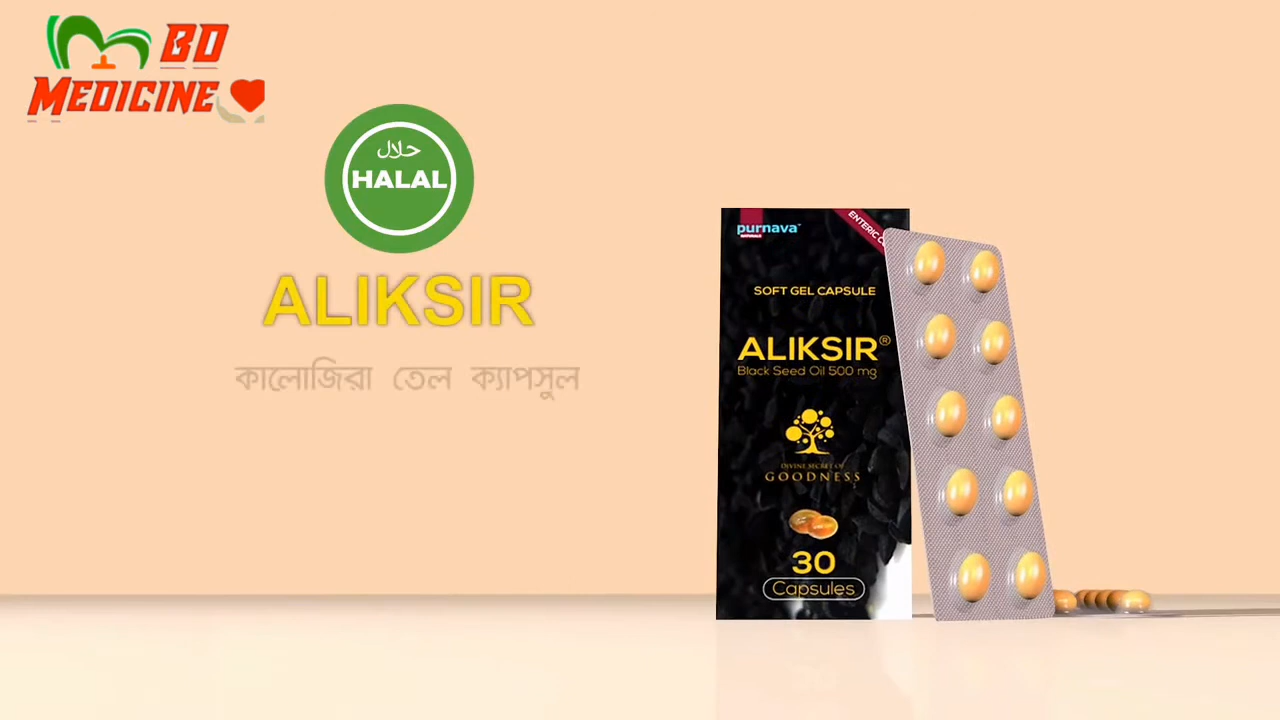 BD
MEDICINE
حلال
HALAL
ALIKSIR
কালোজিরা তেল ক্যাপসুল
purnava™
ENTERIC
SOFT GEL CAPSULE
ALIKSIR®
Black Seed Oil 500 mg
DIVINE SECRET OF
GOODNESS
30
Capsules